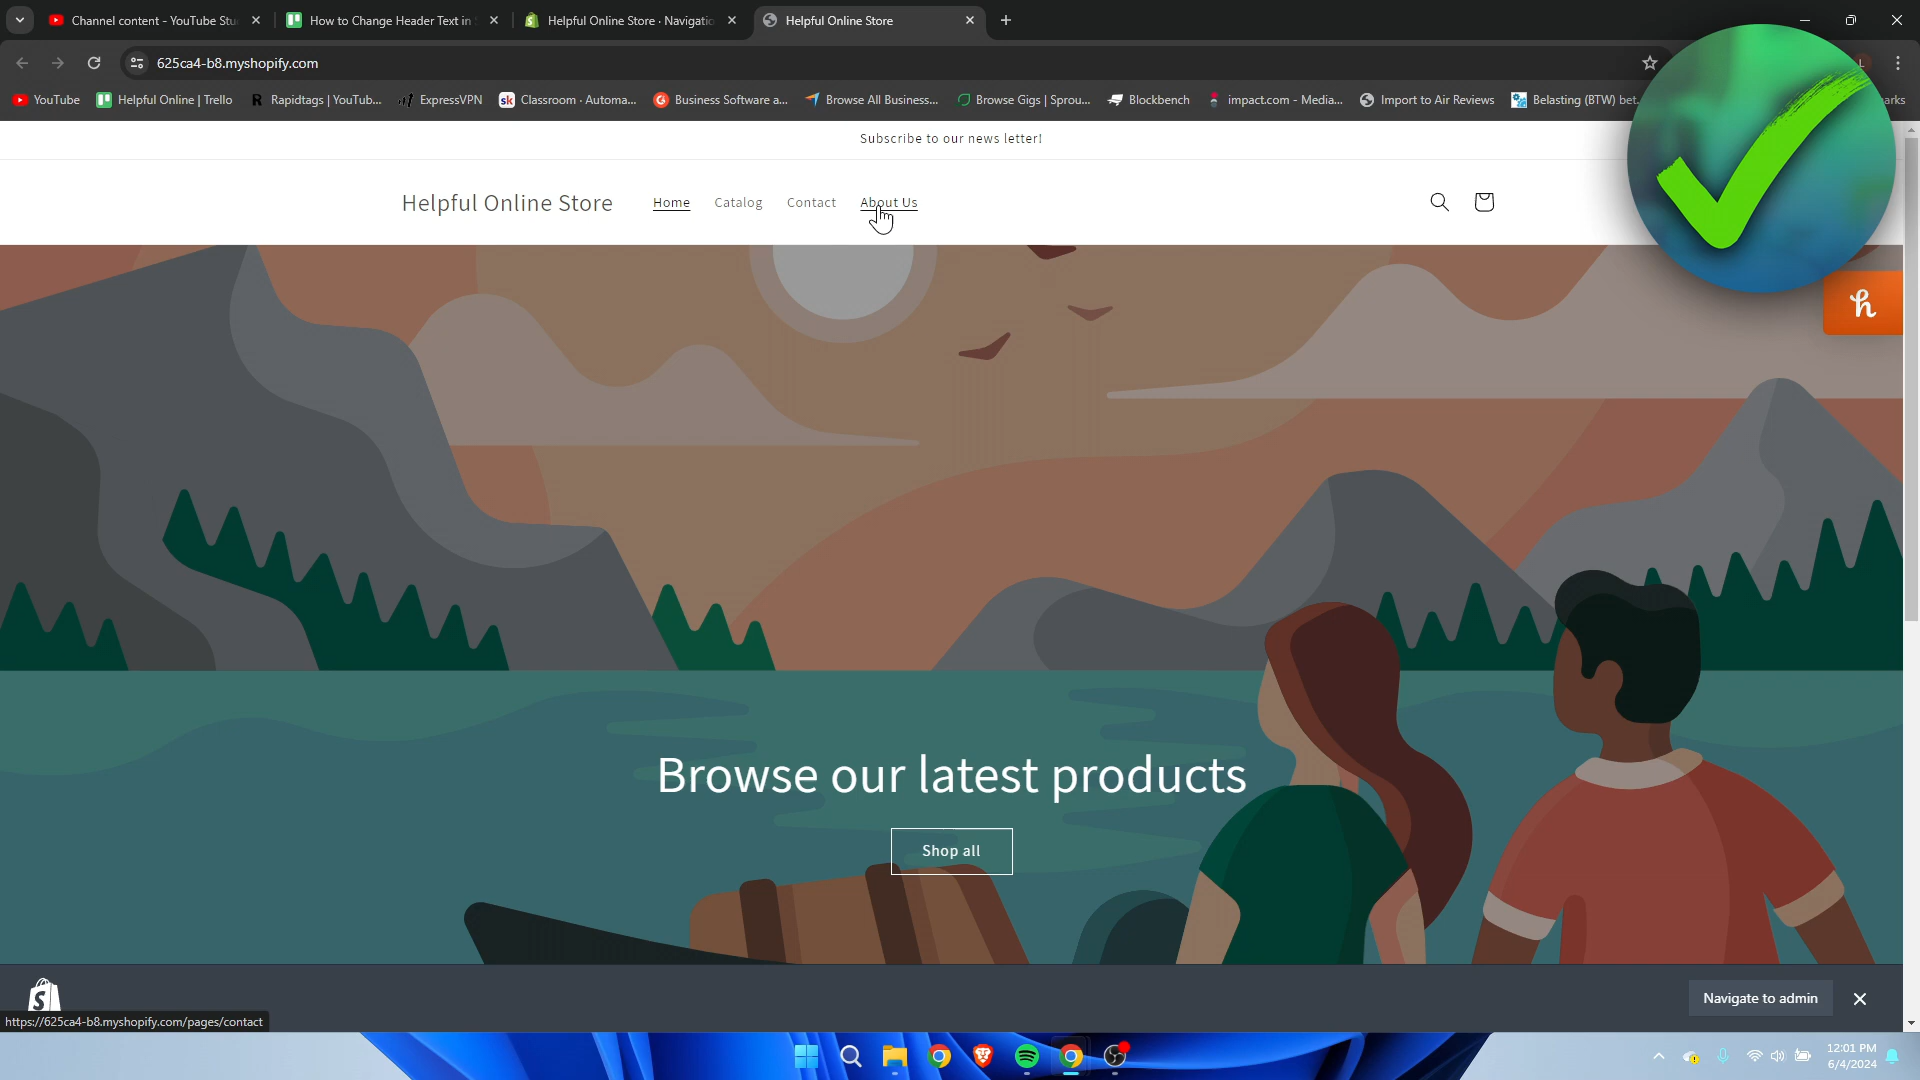 Channel content - YouTube Stu
How to Change Header Text in
Helpful Online Store · Navigatio
Helpful Online Store
625ca4-b8.myshopify.com
YouTube
Helpful Online | Trello
Rapidtags | YouTub...
ExpressVPN
Classroom - Automa...
Business Software a...
Browse All Business...
Browse Gigs | Sprou...
Blockbench
impact.com - Media...
Import to Air Reviews
Belasting (BTW) bet
arks
Subscribe to our news letter!
Helpful Online Store
Home
Catalog
Contact
About Us
Browse our latest products
Shop all
Navigate to admin
https://625ca4-b8.myshopify.com/pages/contact
12:01 PM
6/4/2024